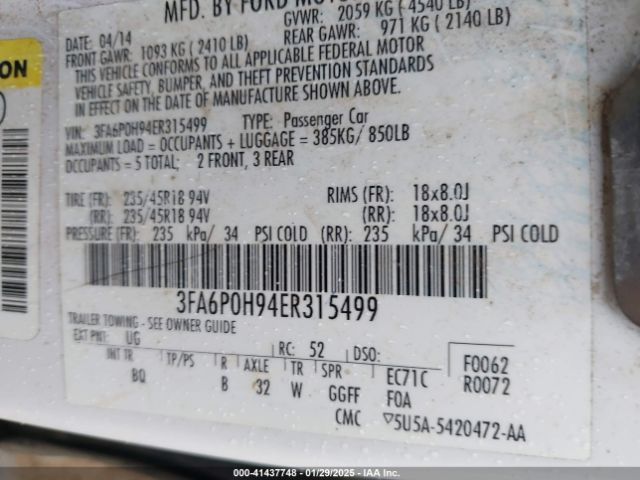 MFD. BY FORD MOTOR
DATE: 04/14 GVWR: 2059 KG (4540 LB)
FRONT GAWR: 1093 KG (2410 LB) REAR GAWR: 971 KG (2140 LB)
THIS VEHICLE CONFORMS TO ALL APPLICABLE FEDERAL MOTOR
VEHICLE SAFETY, BUMPER, AND THEFT PREVENTION STANDARDS
IN EFFECT ON THE DATE OF MANUFACTURE SHOWN ABOVE.
VIN: 3FA6P0H94ER315499 TYPE: Passenger Car
MAXIMUM LOAD = OCCUPANTS + LUGGAGE = 385KG/ 850LB
OCCUPANTS = 5 TOTAL; 2 FRONT, 3 REAR
TIRE (FR): 235/45R18 94V RIMS (FR): 18x8.0J
(RR): 235/45R18 94V (RR): 18x8.0J
PRESSURE (FR): 235 kPa/ 34 PSI COLD (RR): 235 kPa/ 34 PSI COLD
3FA6P0H94ER315499
TRAILER TOWING - SEE OWNER GUIDE
EXT PNT: UG RC: 52 DSO: F0062
INT TR TP/PS R AXLE TR SPR EC71C R0072
BQ B 32 W GGFF F0A
CMC ▽5U5A-5420472-AA
000-41437748 - 01/29/2025 - IAA Inc.